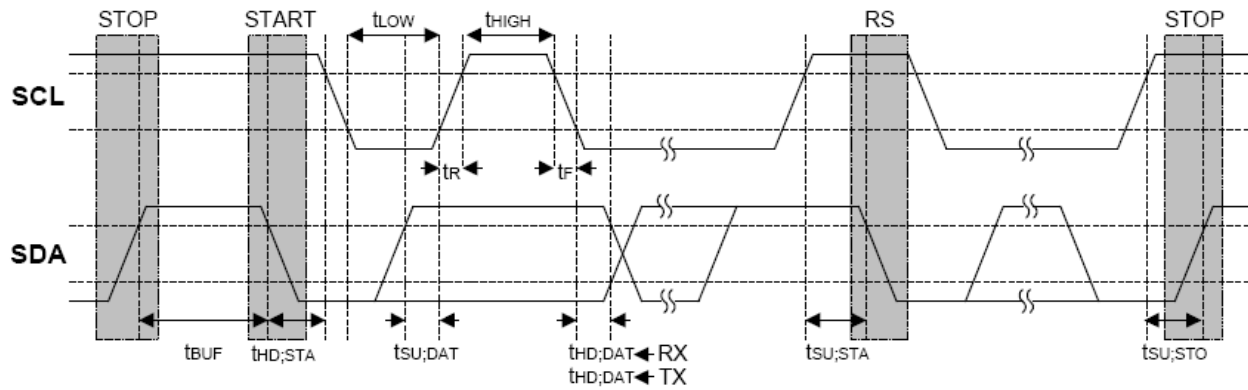 STOP START tLOW tHIGH RS STOP
SCL
tR tF
SDA
tBUF tHD;STA tSU;DAT tHD;DAT RX tSU;STA tSU;STO
tHD;DAT TX